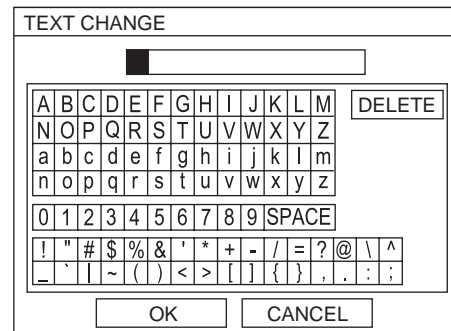 TEXT CHANGE
A B C D E F G H I J K L M DELETE
N O P Q R S T U V W X Y Z
a b c d e f g h i j k l m
n o p q r s t u v w x y z
0 1 2 3 4 5 6 7 8 9 SPACE
! " # $ % & ' * + - / = ? @ \ ^
_ ` | ~ ( ) < > [ ] { } , . : ;
OK CANCEL